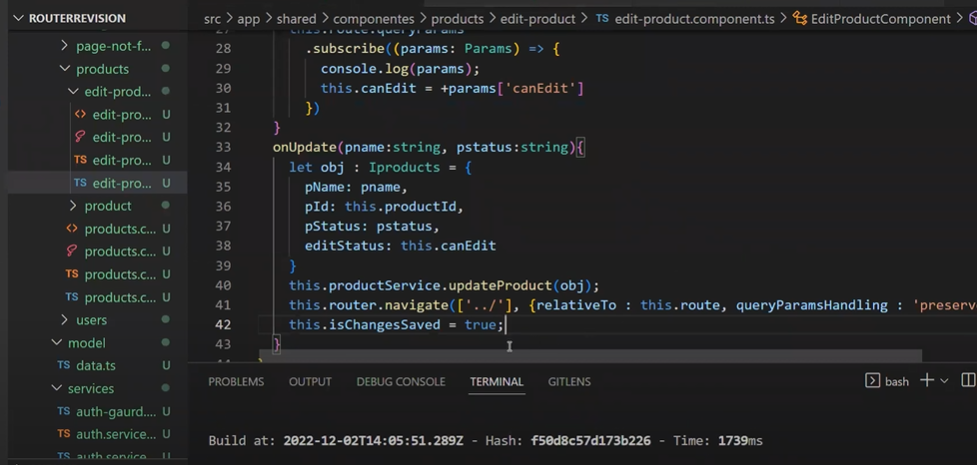 ROUTERREVISION
page-not-f...
products
edit-prod...
edit-pro... U
edit-pro... U
TS edit-pro... U
TS edit-pro... U
product
products.c... U
products.c... U
TS products.c... U
TS products.c... U
users
model
TS data.ts U
services
TS auth-gaurd.... U
TS auth.service... U
TS auth.service U
src > app > shared > componentes > products > edit-product > TS edit-product.component.ts > EditProductComponent >
27 this.route.queryParams
28 .subscribe((params: Params) => {
29 console.log(params);
30 this.canEdit = +params['canEdit']
31 })
32 }
33 onUpdate(pname:string, pstatus:string){
34 let obj : Iproducts = {
35 pName: pname,
36 pId: this.productId,
37 pStatus: pstatus,
38 editStatus: this.canEdit
39 }
40 this.productService.updateProduct(obj);
41 this.router.navigate(['../'], {relativeTo : this.route, queryParamsHandling : 'preserv
42 this.isChangesSaved = true;
43 }
44
PROBLEMS OUTPUT DEBUG CONSOLE TERMINAL GITLENS
bash
Build at: 2022-12-02T14:05:51.289Z - Hash: f50d8c57d173b226 - Time: 1739ms